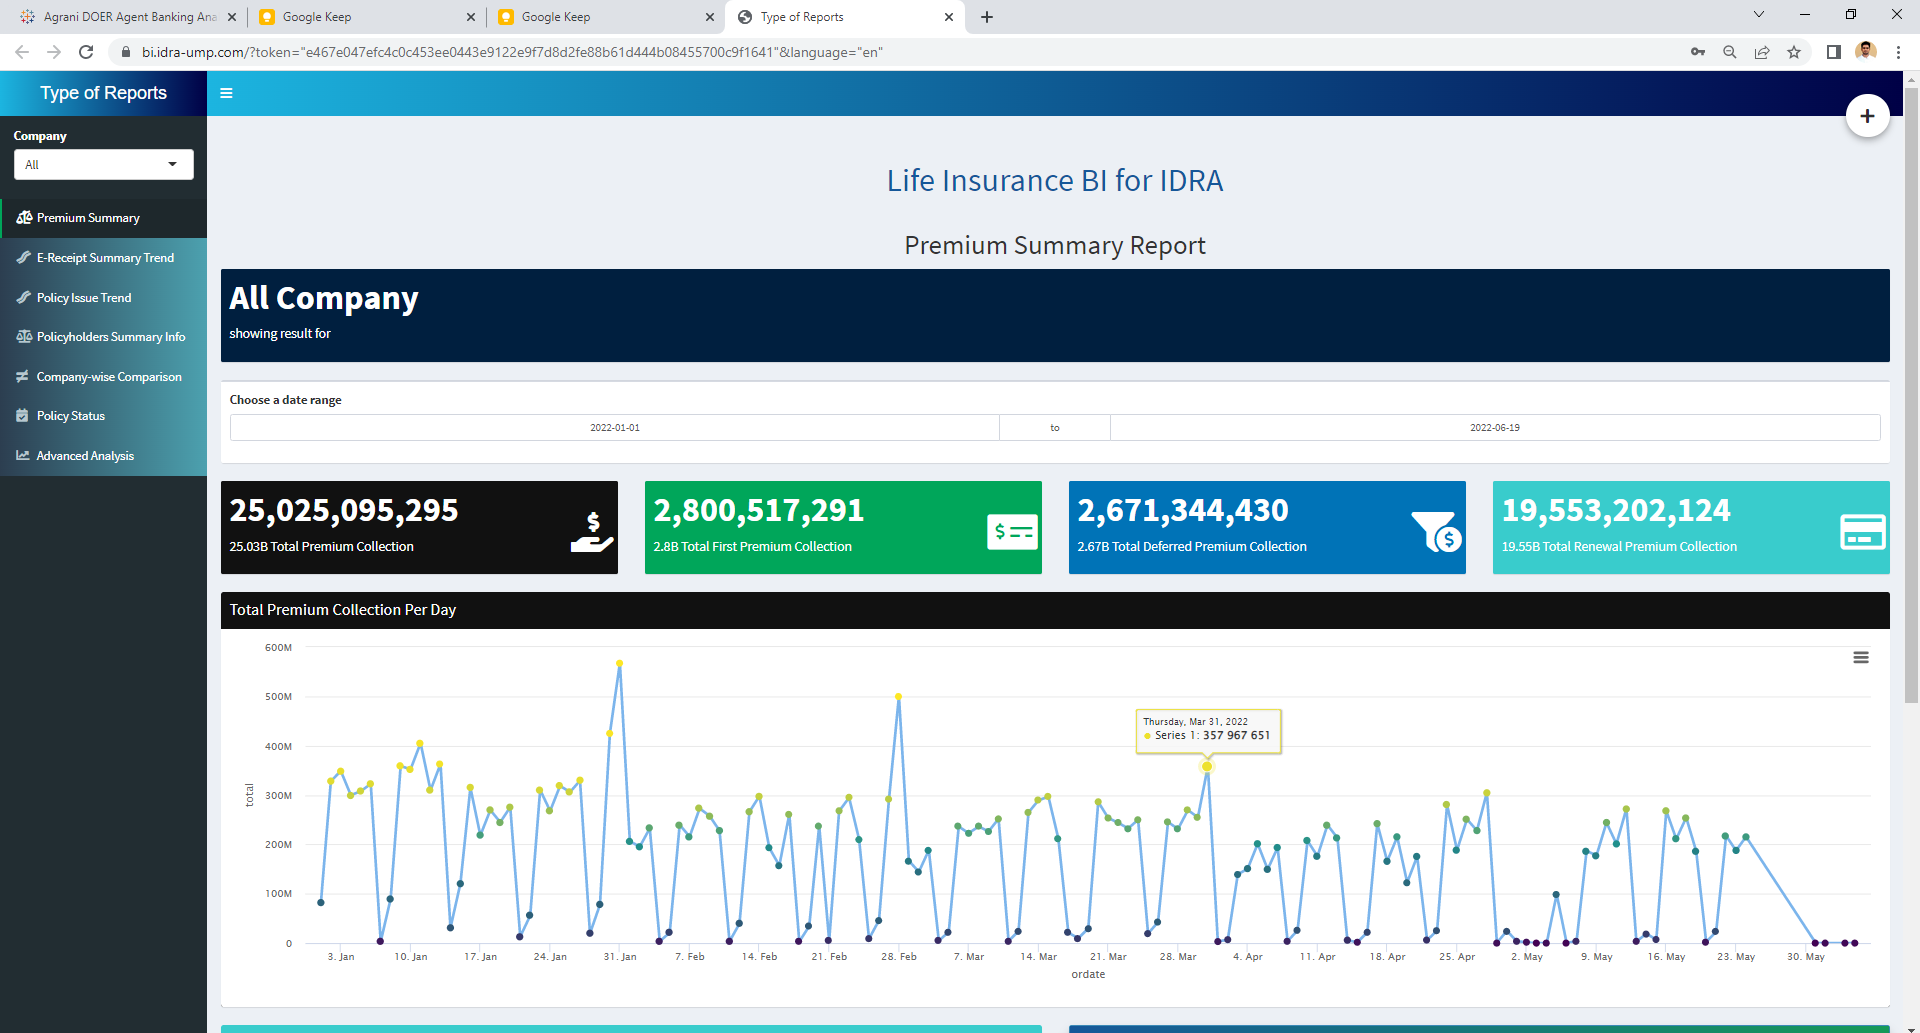 Agrani DOER Agent Banking Ana
Google Keep
Google Keep
Type of Reports
bi.idra-ump.com/?token="e467e047efc4c0c453ee0443e9122e9f7d8d2fe88b61d444b08455700c9f1641"&language="en"
Type of Reports
Company
All
Premium Summary
E-Receipt Summary Trend
Policy Issue Trend
Policyholders Summary Info
Company-wise Comparison
Policy Status
Advanced Analysis
Life Insurance BI for IDRA
Premium Summary Report
All Company
showing result for
Choose a date range
2022-01-01 to 2022-06-19
25,025,095,295
25.03B Total Premium Collection
2,800,517,291
2.8B Total First Premium Collection
2,671,344,430
2.67B Total Deferred Premium Collection
19,553,202,124
19.55B Total Renewal Premium Collection
Total Premium Collection Per Day
600M
500M
400M
300M
200M
100M
0
total
Thursday, Mar 31, 2022
Series 1: 357 967 651
3. Jan 10. Jan 17. Jan 24. Jan 31. Jan 7. Feb 14. Feb 21. Feb 28. Feb 7. Mar 14. Mar 21. Mar 28. Mar 4. Apr 11. Apr 18. Apr 25. Apr 2. May 9. May 16. May 23. May 30. May
ordate